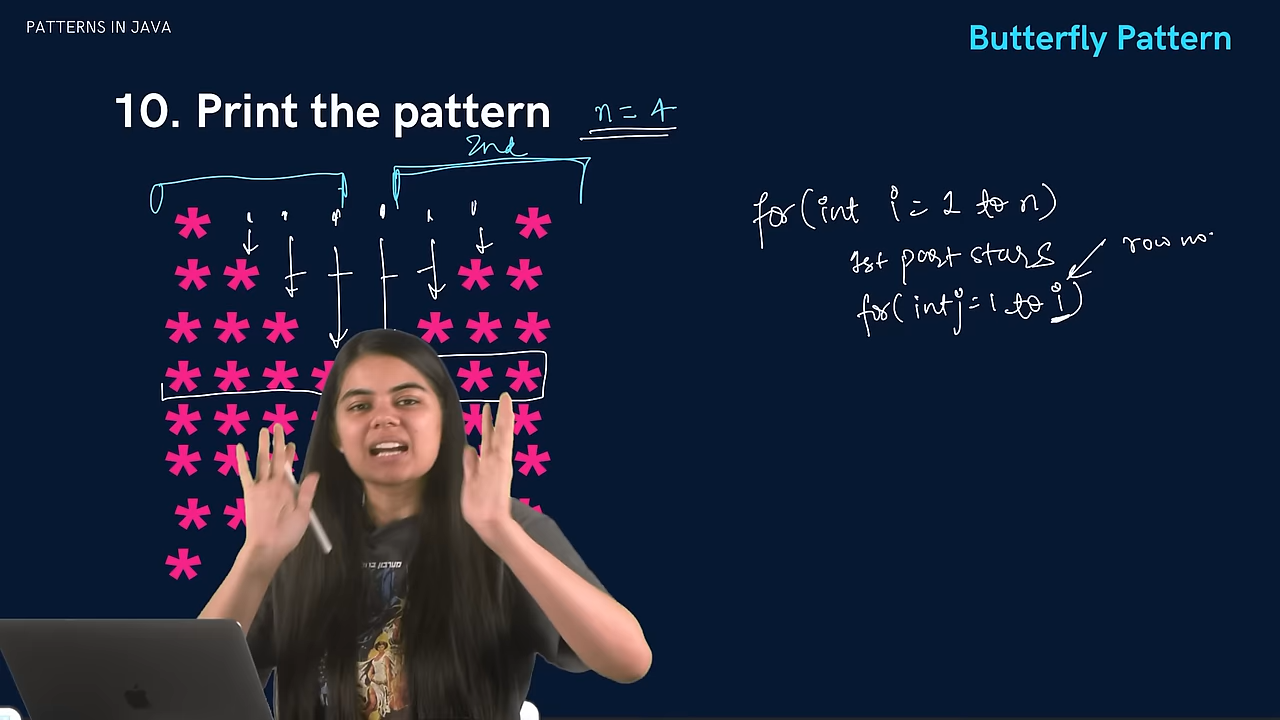 PATTERNS IN JAVA
Butterfly Pattern
10. Print the pattern
n = 4
2nd
for(int i = 1 to n)
1st part stars
row no.
for(int j = 1 to i)